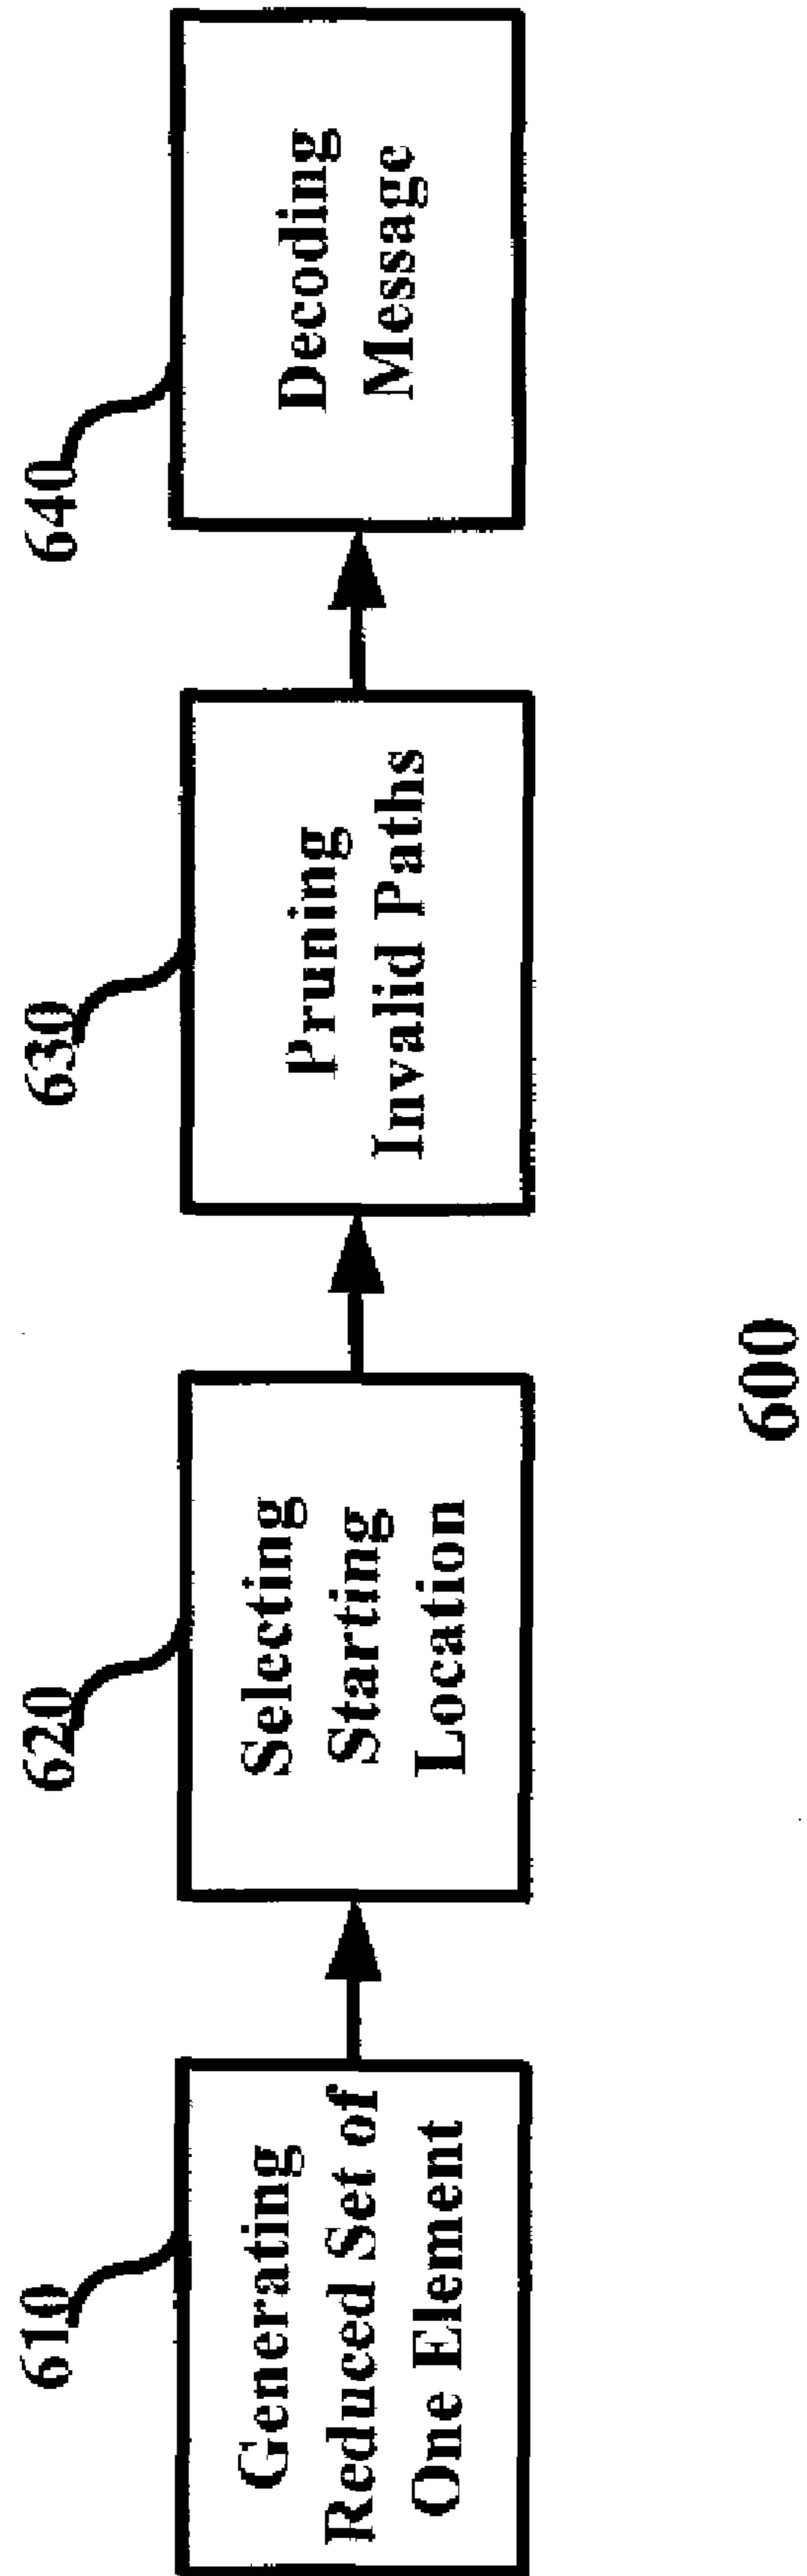 610
Generating
Reduced Set of
One Element
620
Selecting
Starting
Location
630
Pruning
Invalid Paths
640
Decoding
Message
600